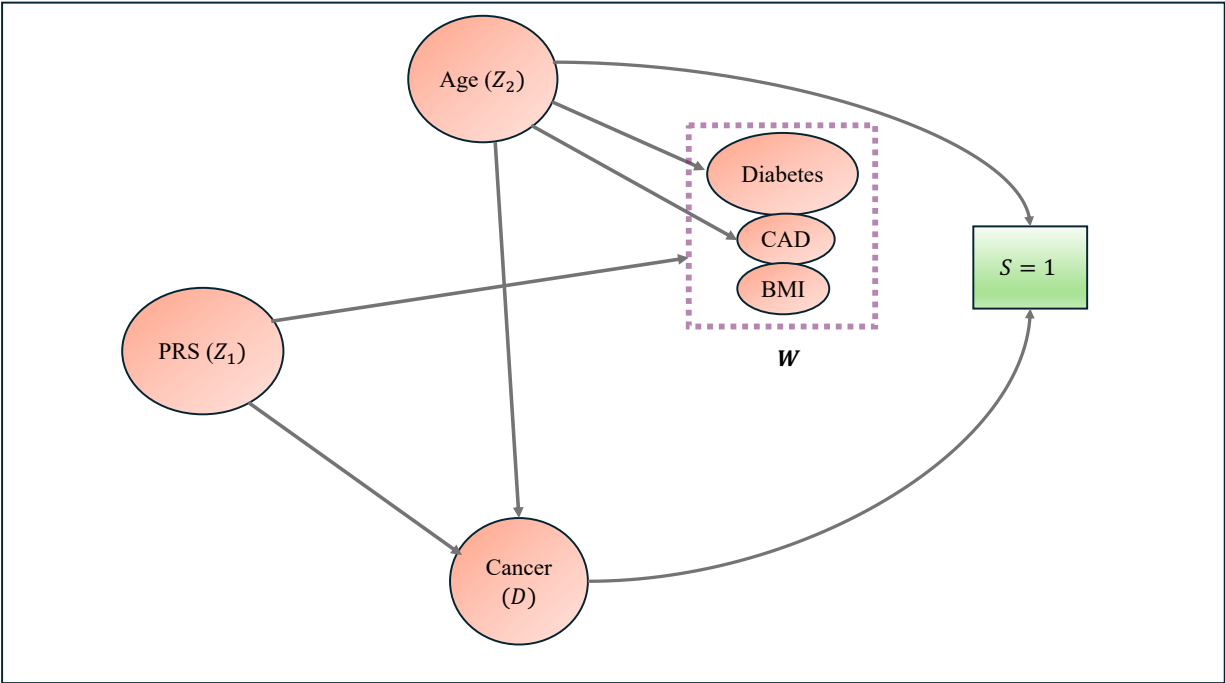 Age (Z₂)
Diabetes
CAD
S = 1
BMI
PRS (Z₁)
W
Cancer
(D)